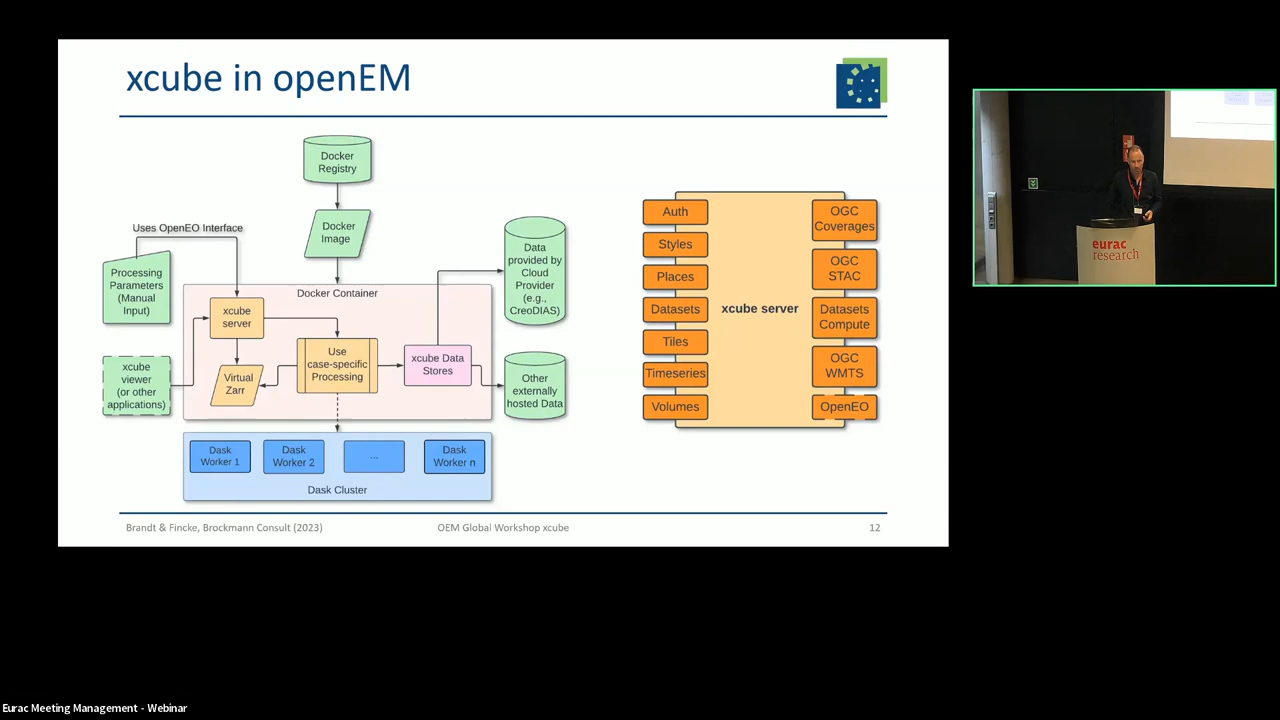 xcube in openEM
Docker
Registry
Uses OpenEO Interface
Docker
Image
Processing
Parameters
(Manual
Input)
Docker Container
xcube
server
Use
case-specific
Processing
xcube Data
Stores
Virtual
Zarr
xcube
viewer
(or other
applications)
Data
provided by
Cloud
Provider
(e.g.,
CreoDIAS)
Other
externally
hosted Data
Dask
Worker 1
Dask
Worker 2
...
Dask
Worker n
Dask Cluster
Auth
Styles
Places
Datasets
Tiles
Timeseries
Volumes
xcube server
OGC
Coverages
OGC
STAC
Datasets
Compute
OGC
WMTS
OpenEO
Brandt & Fincke, Brockmann Consult (2023)
OEM Global Workshop xcube
12
eurac
research
Eurac Meeting Management - Webinar